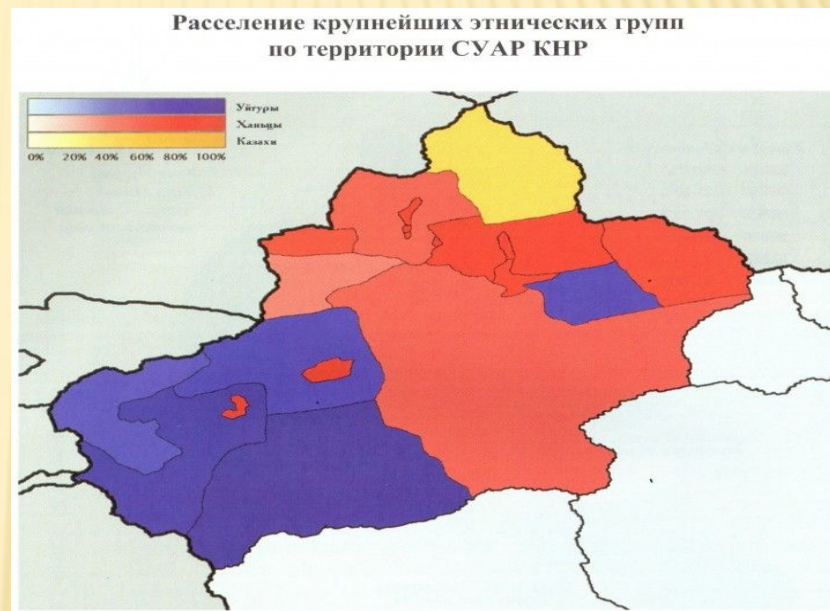 Расселение крупнейших этнических групп
по территории СУАР КНР
Уйгуры
Ханьцы
Казахи
0% 20% 40% 60% 80% 100%